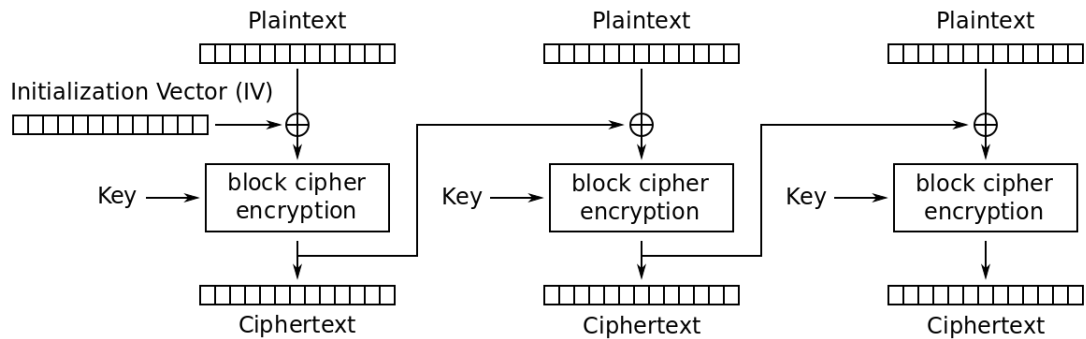 Plaintext
Plaintext
Plaintext
Initialization Vector (IV)
Key
block cipher
encryption
Key
block cipher
encryption
Key
block cipher
encryption
Ciphertext
Ciphertext
Ciphertext